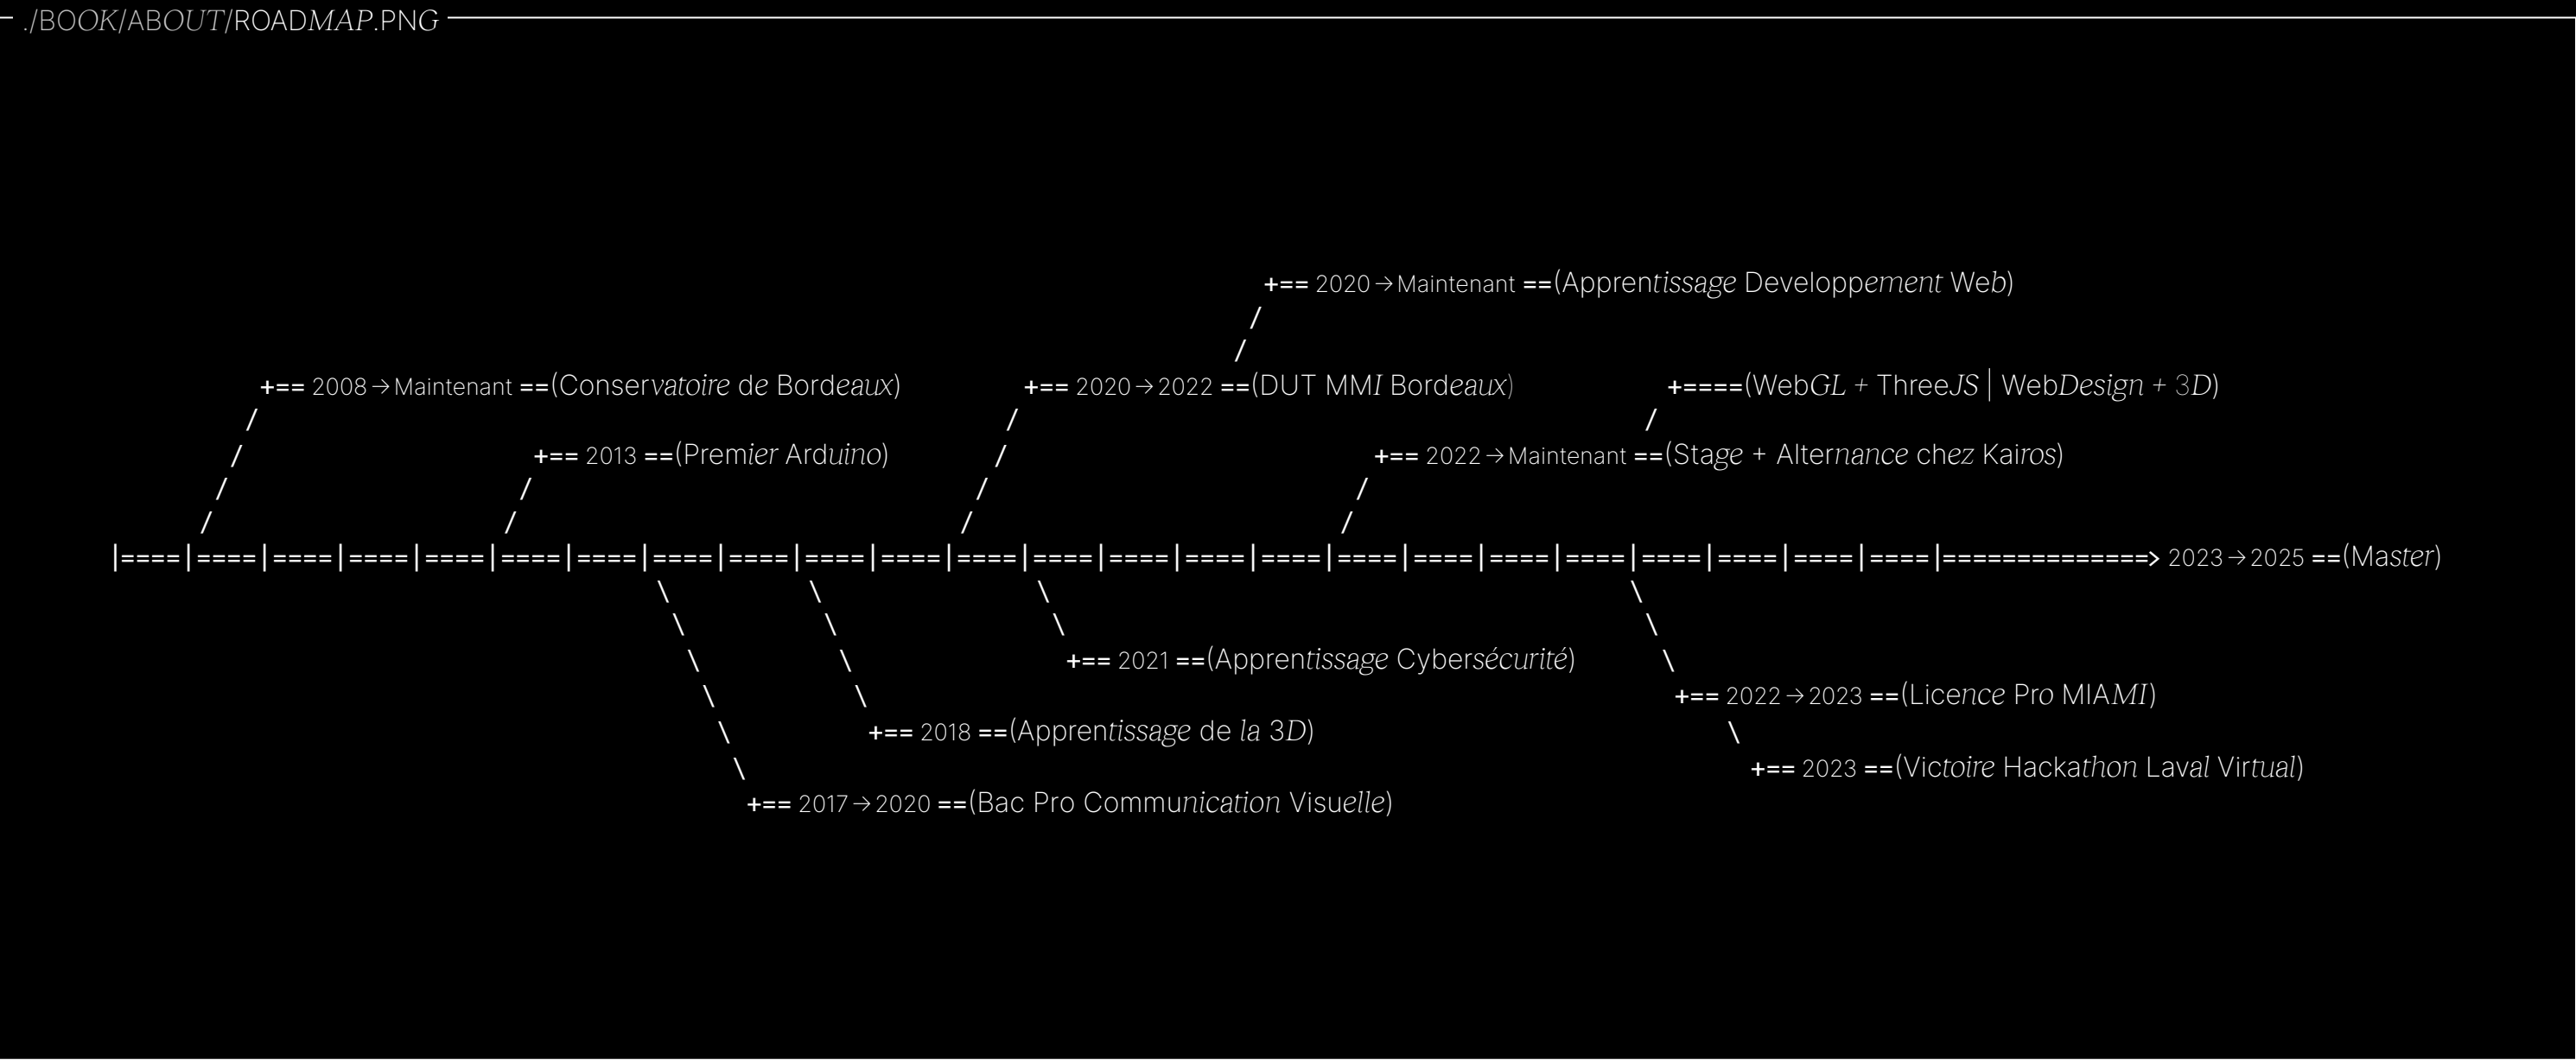 ./BOOK/ABOUT/ROADMAP.PNG
+== 2020→Maintenant ==(Apprentissage Developpement Web)
/
/
+== 2008→Maintenant ==(Conservatoire de Bordeaux) +== 2020→2022 ==(DUT MMI Bordeaux) +====(WebGL + ThreeJS | WebDesign + 3D)
/ / /
/ +== 2013 ==(Premier Arduino) / +== 2022→Maintenant ==(Stage + Alternance chez Kairos)
/ / / /
/ / / /
|====|====|====|====|====|====|====|====|====|====|====|====|====|====|====|====|====|====|====|====|====|====|====|====|==============> 2023→2025 ==(Master)
\ \ \ \
\ \ \ \
\ \ +== 2021 ==(Apprentissage Cybersécurité) \
\ \ +== 2022→2023 ==(Licence Pro MIAMI)
\ +== 2018 ==(Apprentissage de la 3D) \
\ +== 2023 ==(Victoire Hackathon Laval Virtual)
+== 2017→2020 ==(Bac Pro Communication Visuelle)